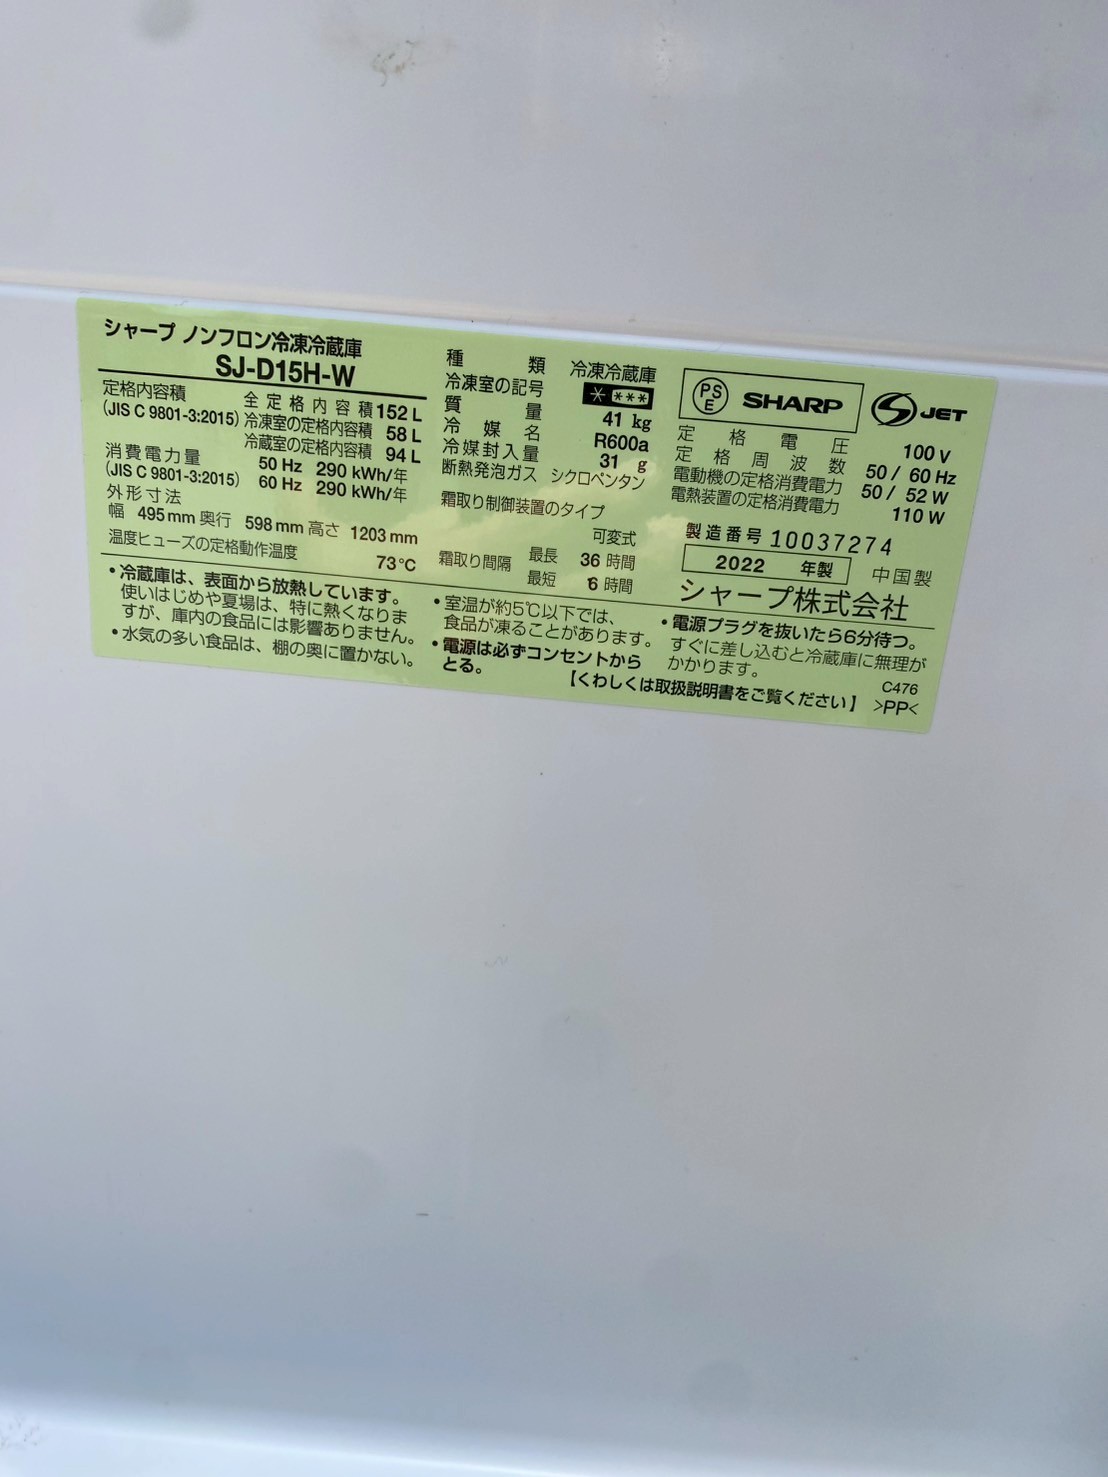 シャープ ノンフロン冷凍冷蔵庫
SJ-D15H-W
定格内容積
(JIS C 9801-3:2015)
全定格内容積 152 L
冷凍室の定格内容積 58 L
冷蔵室の定格内容積 94 L
消費電力量
(JIS C 9801-3:2015)
50 Hz 290 kWh/年
60 Hz 290 kWh/年
外形寸法
幅 495 mm 奥行 598 mm 高さ 1203 mm
温度ヒューズの定格動作温度 73℃
種類 冷凍冷蔵庫
冷凍室の記号 * ***
質量 41 kg
冷媒名 R600a
冷媒封入量 31 g
断熱発泡ガス シクロペンタン
霜取り制御装置のタイプ
可変式
霜取り間隔 最長 36 時間
最短 6 時間
PSE SHARP
S JET
定格電圧 100 V
定格周波数 50 / 60 Hz
電動機の定格消費電力 50 / 52 W
電熱装置の定格消費電力 110 W
製造番号 10037274
2022 年製 中国製
シャープ株式会社
・冷蔵庫は、表面から放熱しています。
使いはじめや夏場は、特に熱くなりま
すが、庫内の食品には影響ありません。
・水気の多い食品は、棚の奥に置かない。
・室温が約5℃以下では、
食品が凍ることがあります。
・電源は必ずコンセントから
とる。
・電源プラグを抜いたら6分待つ。
すぐに差し込むと冷蔵庫に無理が
かかります。
【くわしくは取扱説明書をご覧ください】
C476
>PP<